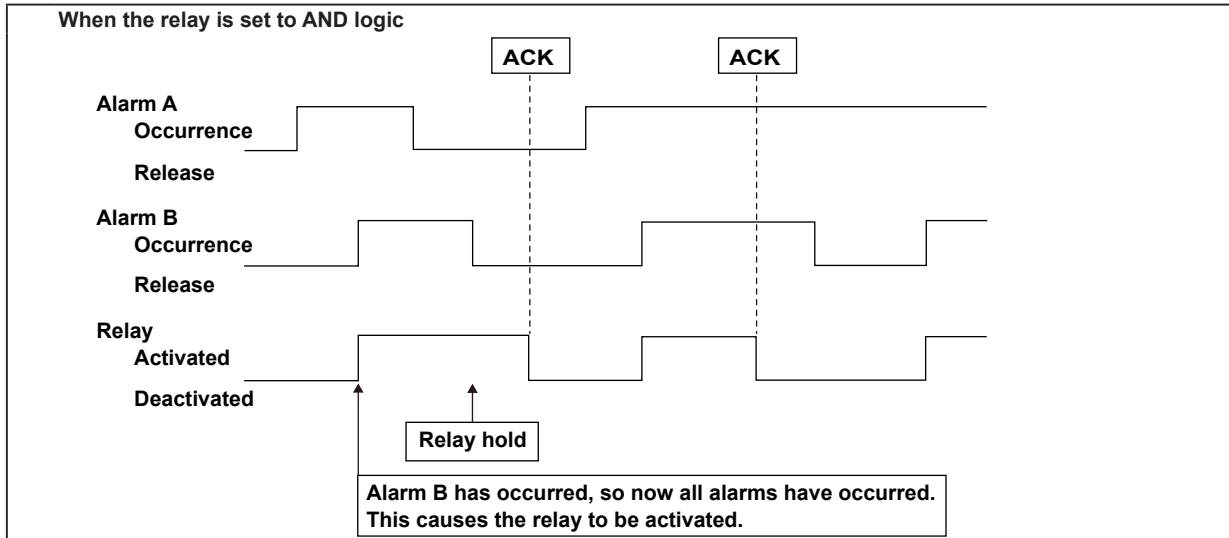 When the relay is set to AND logic
ACK
ACK
Alarm A
Occurrence
Release
Alarm B
Occurrence
Release
Relay
Activated
Deactivated
Relay hold
Alarm B has occurred, so now all alarms have occurred.
This causes the relay to be activated.